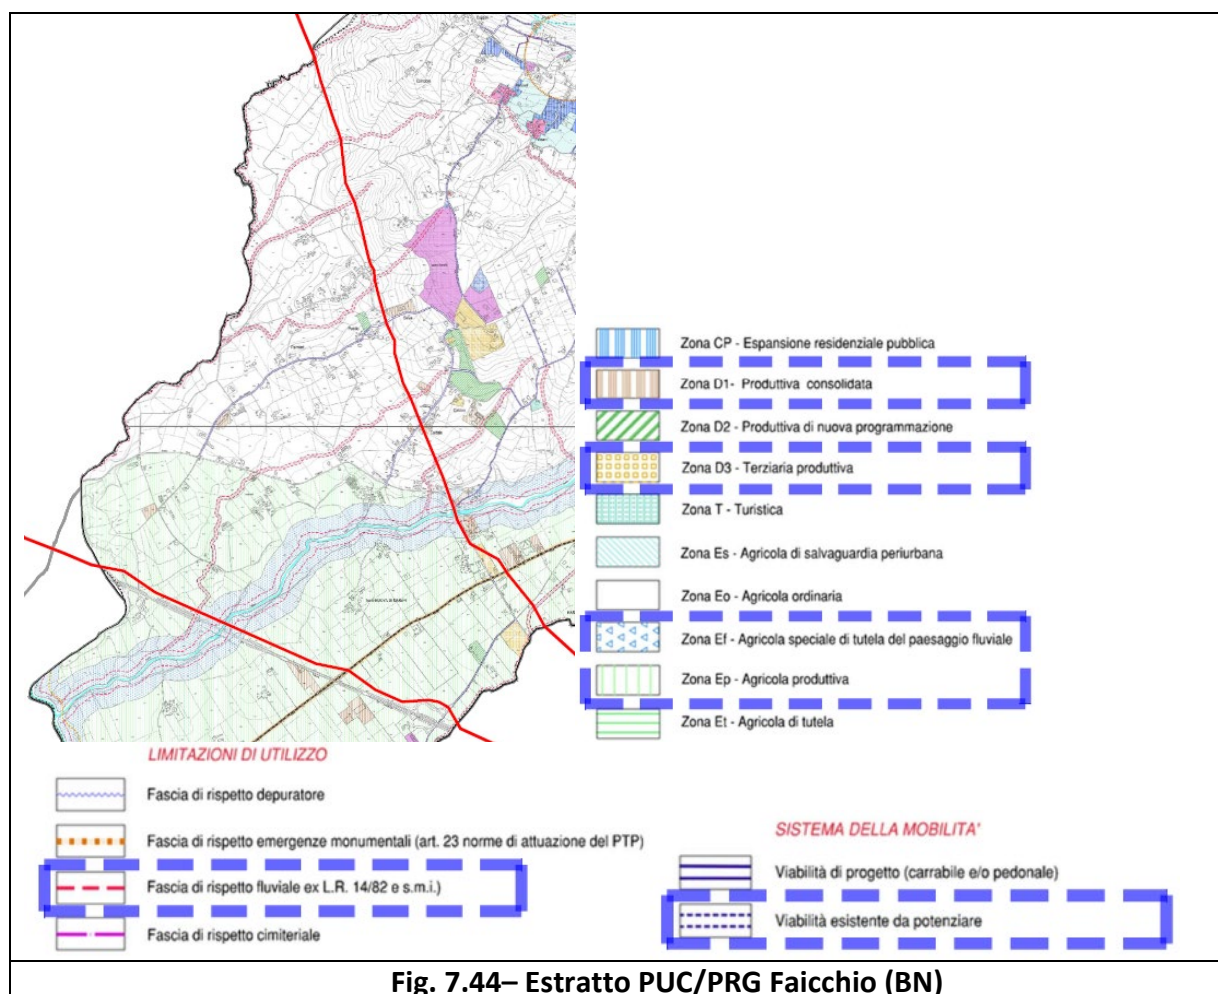 Zona CP - Espansione residenziale pubblica
Zona D1- Produttiva consolidata
Zona D2 - Produttiva di nuova programmazione
Zona D3 - Terziaria produttiva
Zona T - Turistica
Zona Es - Agricola di salvaguardia periurbana
Zona Eo - Agricola ordinaria
Zona Ef - Agricola speciale di tutela del paesaggio fluviale
Zona Ep - Agricola produttiva
Zona Et - Agricola di tutela
LIMITAZIONI DI UTILIZZO
Fascia di rispetto depuratore
Fascia di rispetto emergenze monumentali (art. 23 norme di attuazione del PTP)
Fascia di rispetto fluviale ex L.R. 14/82 e s.m.i.)
Fascia di rispetto cimiteriale
SISTEMA DELLA MOBILITA'
Viabilità di progetto (carrabile e/o pedonale)
Viabilità esistente da potenziare
Fig. 7.44– Estratto PUC/PRG Faicchio (BN)